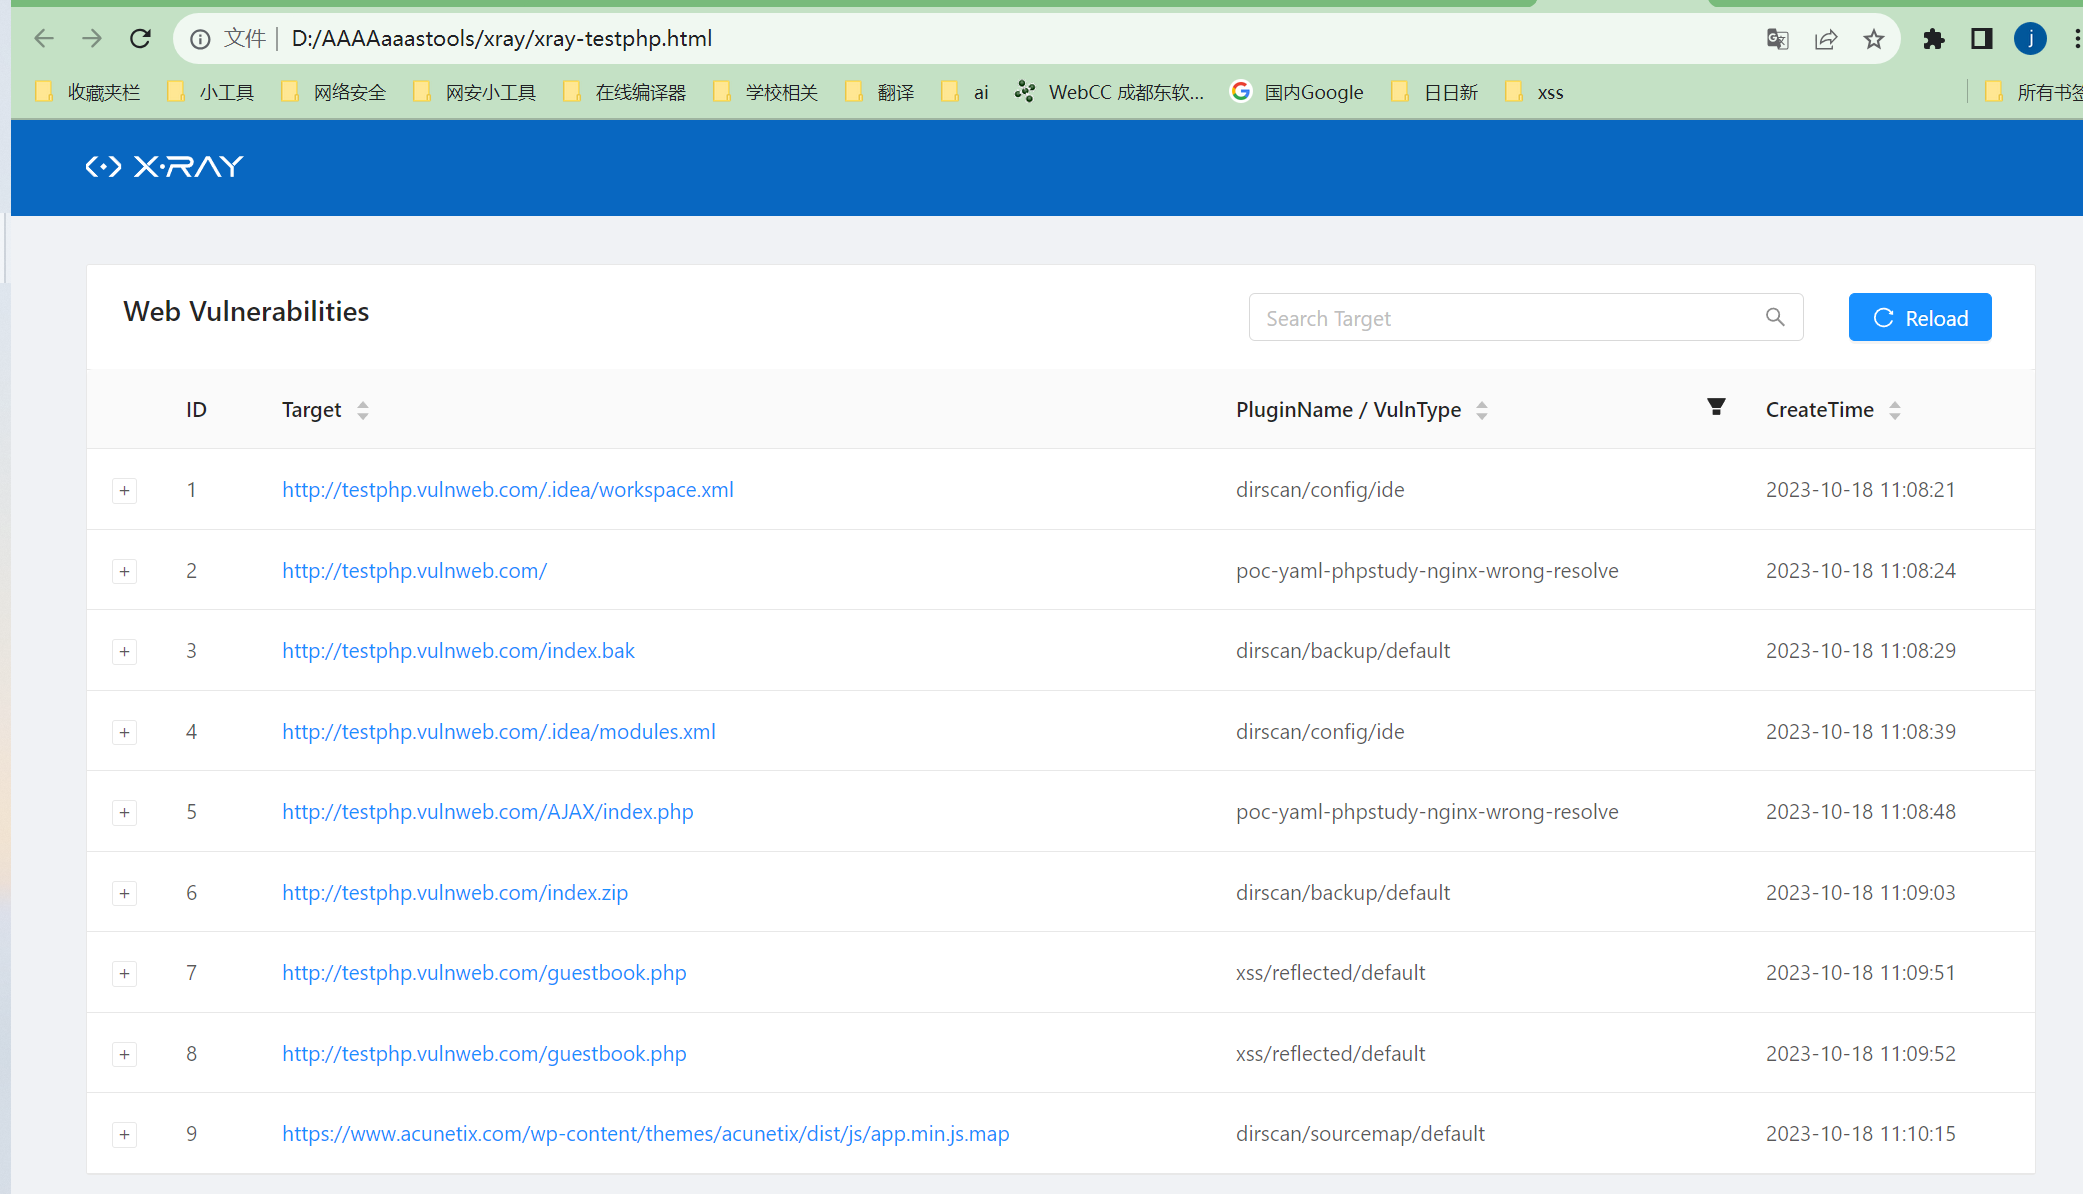 文件 | D:/AAAAaaastools/xray/xray-testphp.html
j
收藏夹栏 小工具 网络安全 网安小工具 在线编译器 学校相关 翻译 ai WebCC 成都东软... 国内Google 日日新 xss 所有书签
X·RAY
Web Vulnerabilities
Search Target
Reload
ID Target PluginName / VulnType CreateTime
+ 1 http://testphp.vulnweb.com/.idea/workspace.xml dirscan/config/ide 2023-10-18 11:08:21
+ 2 http://testphp.vulnweb.com/ poc-yaml-phpstudy-nginx-wrong-resolve 2023-10-18 11:08:24
+ 3 http://testphp.vulnweb.com/index.bak dirscan/backup/default 2023-10-18 11:08:29
+ 4 http://testphp.vulnweb.com/.idea/modules.xml dirscan/config/ide 2023-10-18 11:08:39
+ 5 http://testphp.vulnweb.com/AJAX/index.php poc-yaml-phpstudy-nginx-wrong-resolve 2023-10-18 11:08:48
+ 6 http://testphp.vulnweb.com/index.zip dirscan/backup/default 2023-10-18 11:09:03
+ 7 http://testphp.vulnweb.com/guestbook.php xss/reflected/default 2023-10-18 11:09:51
+ 8 http://testphp.vulnweb.com/guestbook.php xss/reflected/default 2023-10-18 11:09:52
+ 9 https://www.acunetix.com/wp-content/themes/acunetix/dist/js/app.min.js.map dirscan/sourcemap/default 2023-10-18 11:10:15